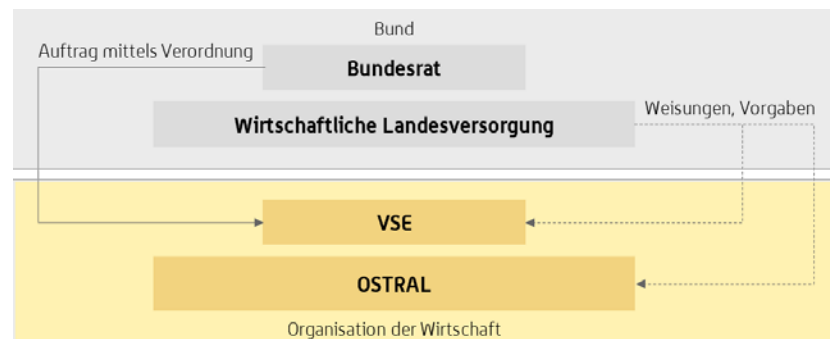 Bund
Auftrag mittels Verordnung
Bundesrat
Wirtschaftliche Landesversorgung
Weisungen, Vorgaben
VSE
OSTRAL
Organisation der Wirtschaft